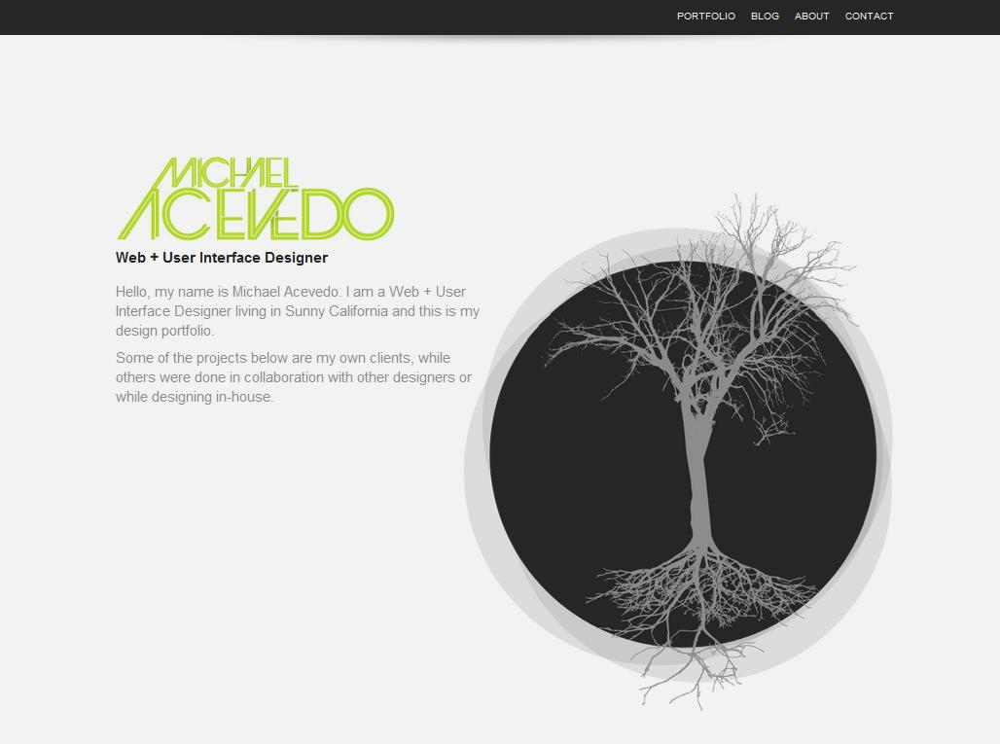 PORTFOLIO BLOG ABOUT CONTACT
MICHAEL
ACEVEDO
Web + User Interface Designer
Hello, my name is Michael Acevedo. I am a Web + User
Interface Designer living in Sunny California and this is my
design portfolio.
Some of the projects below are my own clients, while
others were done in collaboration with other designers or
while designing in-house.